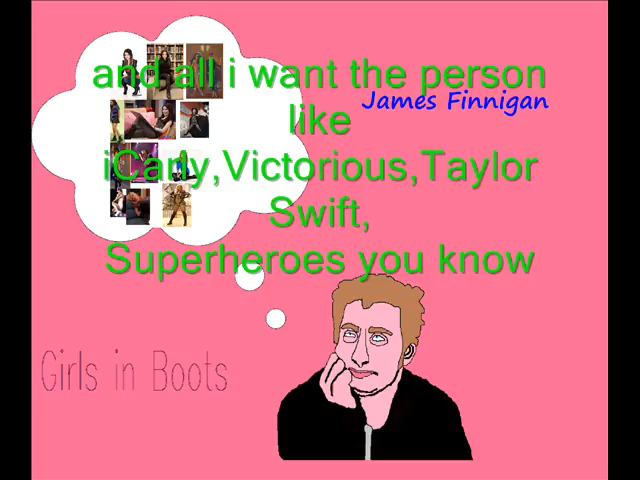 and all i want the person
James Finnigan
like
iCarly,Victorious,Taylor
Swift,
Superheroes you know
Girls in Boots